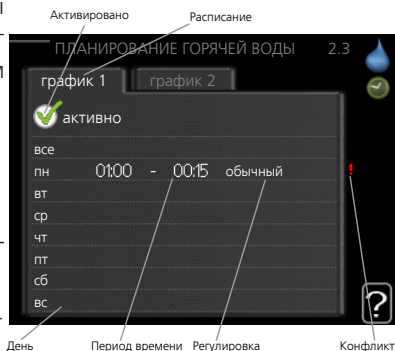 Активировано
Расписание
ПЛАНИРОВАНИЕ ГОРЯЧЕЙ ВОДЫ 2.3
график 1 график 2
активно
все
пн 01:00 - 00:15 обычный !
вт
ср
чт
пт
сб
вс
?
День Период времени Регулировка Конфликт